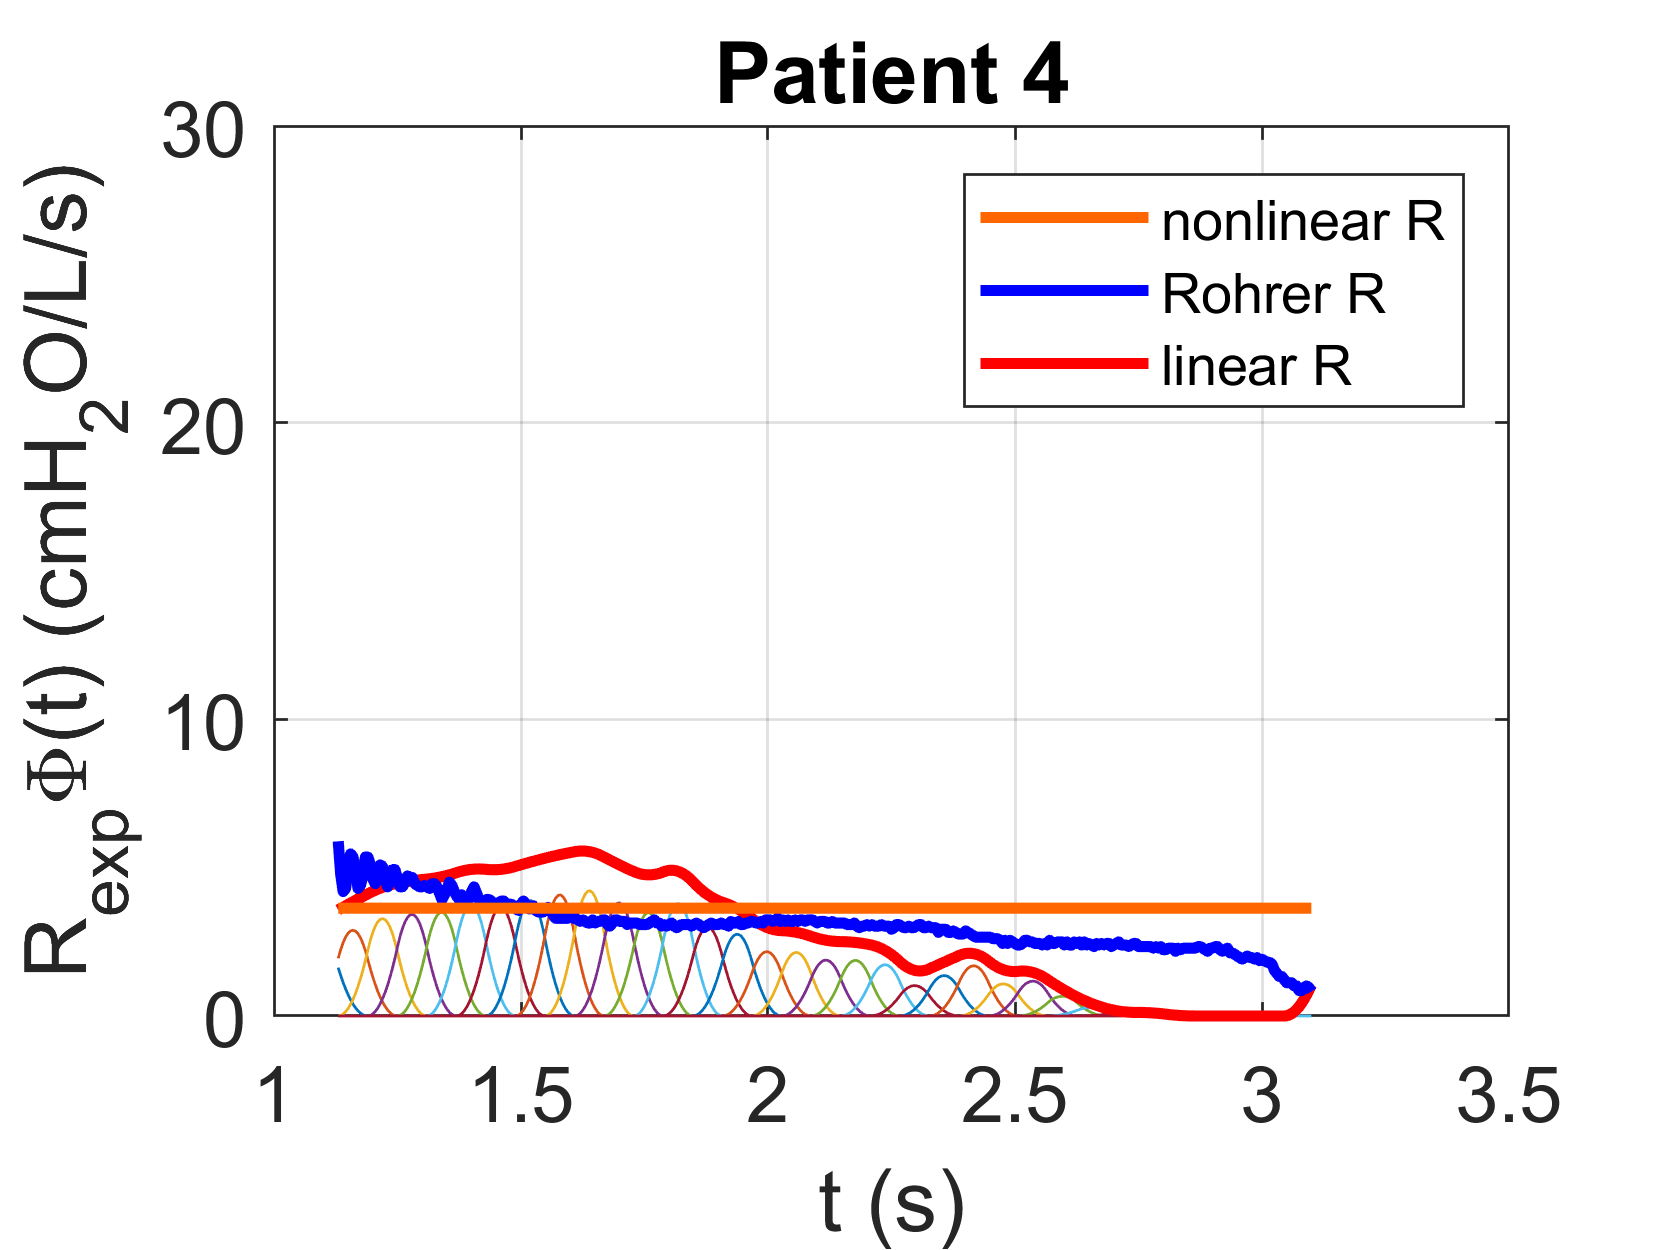 Patient 4
R_expΦ(t) (cmH₂O/L/s)
30
20
10
0
nonlinear R
Rohrer R
linear R
1 1.5 2 2.5 3 3.5
t (s)